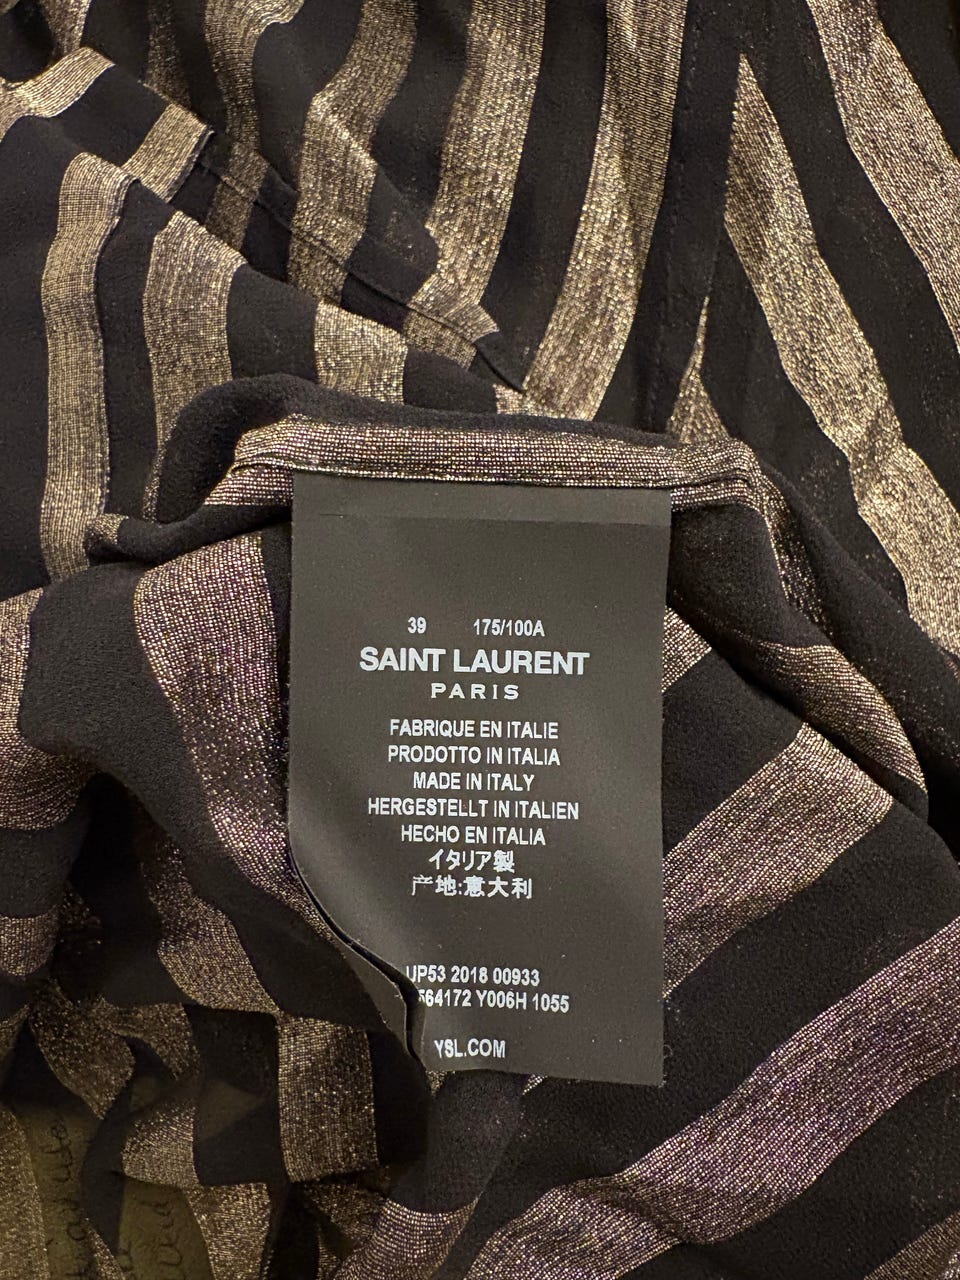 39 175/100A
SAINT LAURENT
PARIS
FABRIQUE EN ITALIE
PRODOTTO IN ITALIA
MADE IN ITALY
HERGESTELLT IN ITALIEN
HECHO EN ITALIA
イタリア製
产地:意大利
UP53 2018 00933
564172 Y006H 1055
YSL.COM